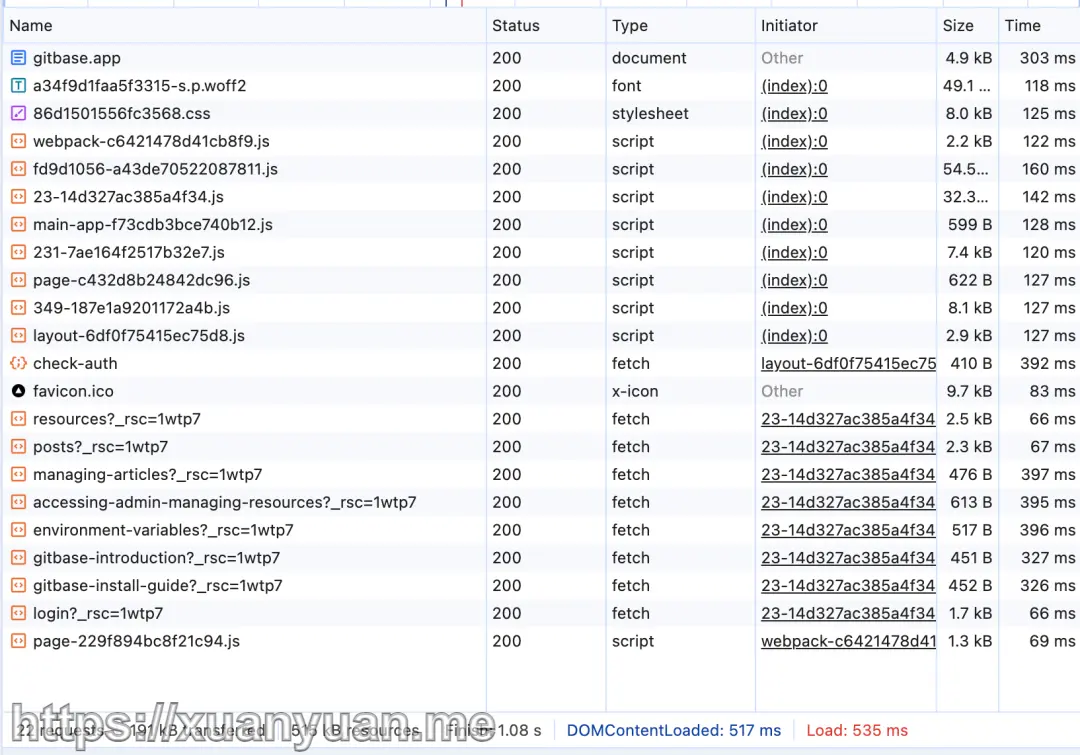 Name Status Type Initiator Size Time
gitbase.app 200 document Other 4.9 kB 303 ms
a34f9d1faa5f3315-s.p.woff2 200 font (index):0 49.1 ... 118 ms
86d1501556fc3568.css 200 stylesheet (index):0 8.0 kB 125 ms
webpack-c6421478d41cb8f9.js 200 script (index):0 2.2 kB 122 ms
fd9d1056-a43de70522087811.js 200 script (index):0 54.5... 160 ms
23-14d327ac385a4f34.js 200 script (index):0 32.3... 142 ms
main-app-f73cdb3bce740b12.js 200 script (index):0 599 B 128 ms
231-7ae164f2517b32e7.js 200 script (index):0 7.4 kB 120 ms
page-c432d8b24842dc96.js 200 script (index):0 622 B 127 ms
349-187e1a9201172a4b.js 200 script (index):0 8.1 kB 127 ms
layout-6df0f75415ec75d8.js 200 script (index):0 2.9 kB 127 ms
check-auth 200 fetch layout-6df0f75415ec75 410 B 392 ms
favicon.ico 200 x-icon Other 9.7 kB 83 ms
resources?_rsc=1wtp7 200 fetch 23-14d327ac385a4f34 2.5 kB 66 ms
posts?_rsc=1wtp7 200 fetch 23-14d327ac385a4f34 2.3 kB 67 ms
managing-articles?_rsc=1wtp7 200 fetch 23-14d327ac385a4f34 476 B 397 ms
accessing-admin-managing-resources?_rsc=1wtp7 200 fetch 23-14d327ac385a4f34 613 B 395 ms
environment-variables?_rsc=1wtp7 200 fetch 23-14d327ac385a4f34 517 B 396 ms
gitbase-introduction?_rsc=1wtp7 200 fetch 23-14d327ac385a4f34 451 B 327 ms
gitbase-install-guide?_rsc=1wtp7 200 fetch 23-14d327ac385a4f34 452 B 326 ms
login?_rsc=1wtp7 200 fetch 23-14d327ac385a4f34 1.7 kB 66 ms
page-229f894bc8f21c94.js 200 script webpack-c6421478d41 1.3 kB 69 ms
22 requests 191 kB transferred 515 kB resources Finish: 1.08 s DOMContentLoaded: 517 ms Load: 535 ms
https://xuanyuan.me